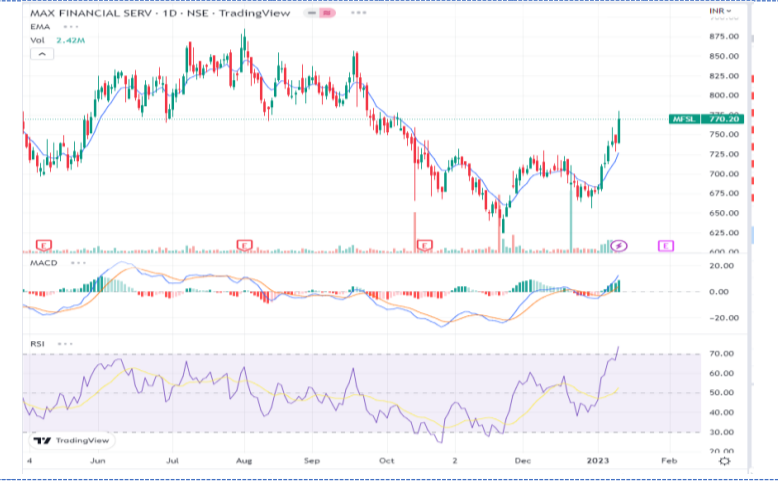 MAX FINANCIAL SERV · 1D · NSE · TradingView
INR
EMA
Vol 2.42M
875.00
850.00
825.00
800.00
MFSL 770.20
750.00
725.00
700.00
675.00
650.00
625.00
600.00
E E E E
MACD
20.00
0.00
−20.00
RSI
70.00
60.00
50.00
40.00
30.00
20.00
TradingView
4 Jun Jul Aug Sep Oct 2 Dec 2023 Feb